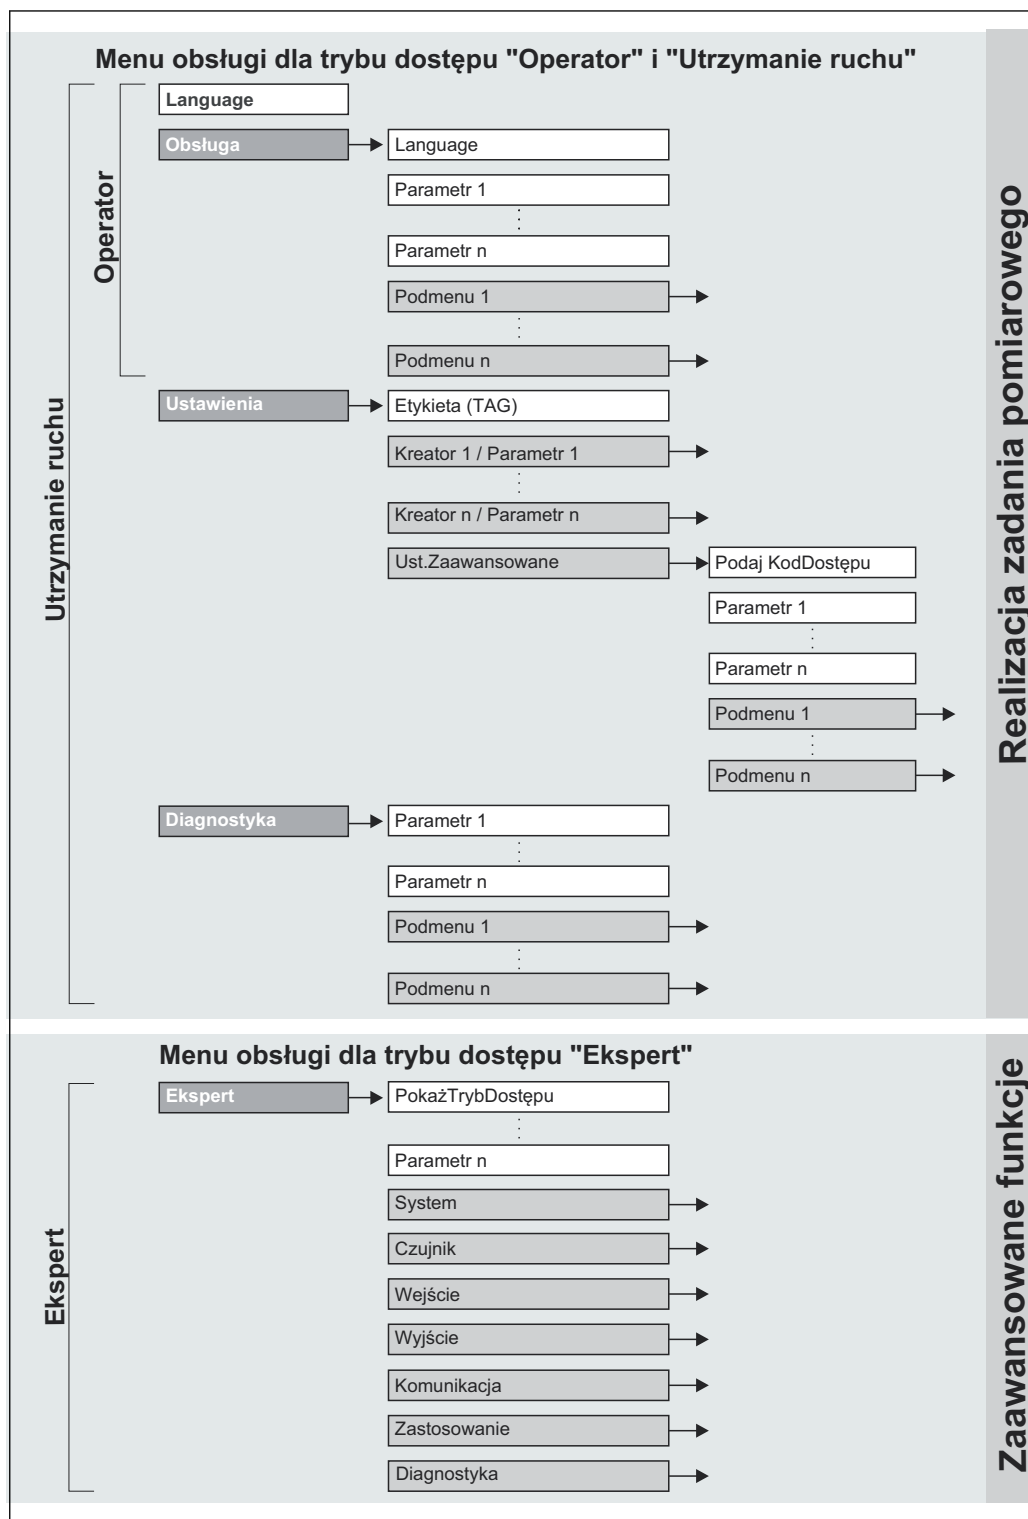 Menu obsługi dla trybu dostępu "Operator" i "Utrzymanie ruchu"
Language
Obsługa
Language
Parametr 1
Parametr n
Podmenu 1
Podmenu n
Operator
Ustawienia
Etykieta (TAG)
Kreator 1 / Parametr 1
Kreator n / Parametr n
Ust.Zaawansowane
Podaj KodDostępu
Parametr 1
Parametr n
Podmenu 1
Podmenu n
Utrzymanie ruchu
Diagnostyka
Parametr 1
Parametr n
Podmenu 1
Podmenu n
Realizacja zadania pomiarowego
Menu obsługi dla trybu dostępu "Ekspert"
Ekspert
PokażTrybDostępu
Parametr n
System
Czujnik
Wejście
Wyjście
Komunikacja
Zastosowanie
Diagnostyka
Ekspert
Zaawansowane funkcje